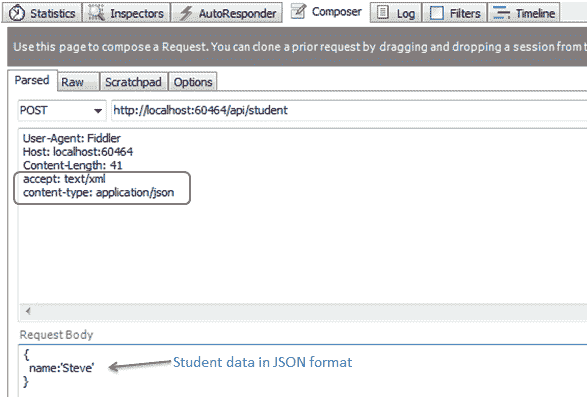 Statistics Inspectors AutoResponder Composer Log Filters Timeline
Use this page to compose a Request. You can clone a prior request by dragging and dropping a session from t
Parsed Raw Scratchpad Options
POST http://localhost:60464/api/student
User-Agent: Fiddler
Host: localhost:60464
Content-Length: 41
accept: text/xml
content-type: application/json
Request Body
{
name:'Steve' Student data in JSON format
}